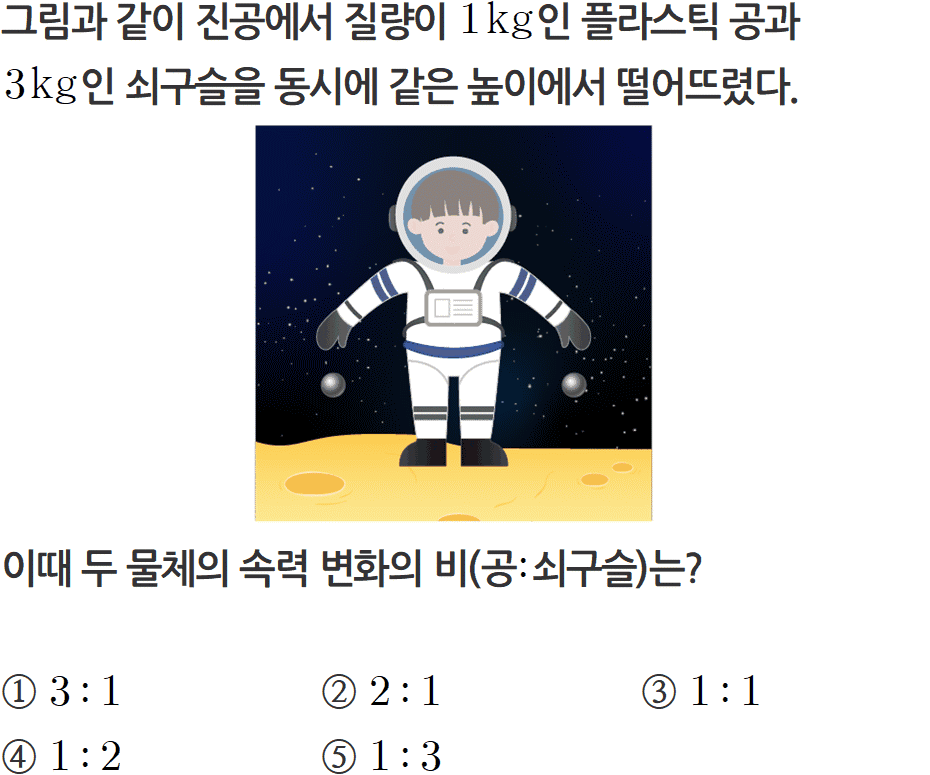 그림과 같이 진공에서 질량이 1kg인 플라스틱 공과
3kg인 쇠구슬을 동시에 같은 높이에서 떨어뜨렸다.
이때 두 물체의 속력 변화의 비(공:쇠구슬)는?
① 3 : 1 ② 2 : 1 ③ 1 : 1
④ 1 : 2 ⑤ 1 : 3